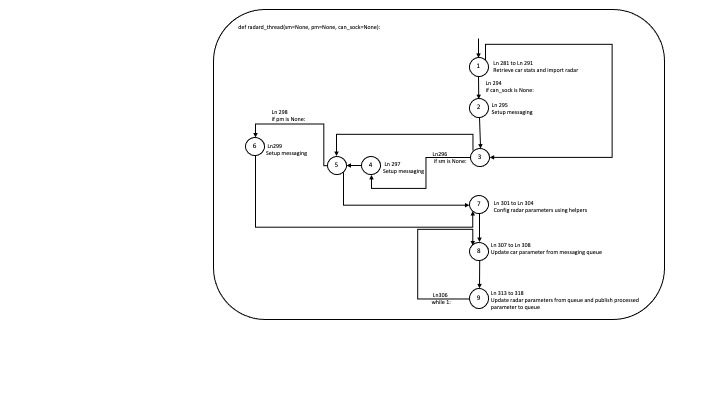 def radard_thread(sm=None, pm=None, can_sock=None):
1
Ln 281 to Ln 291
Retrieve car stats and import radar
Ln 294
if can_sock is None:
2
Ln 295
Setup messaging
Ln 298
if pm is None:
6
Ln299
Setup messaging
5
4
Ln 297
Setup messaging
Ln296
if sm is None:
3
7
Ln 301 to Ln 304
Config radar parameters using helpers
8
Ln 307 to Ln 308
Update car parameter from messaging queue
Ln306
while 1:
9
Ln 313 to 318
Update radar parameters from queue and publish processed
parameter to queue